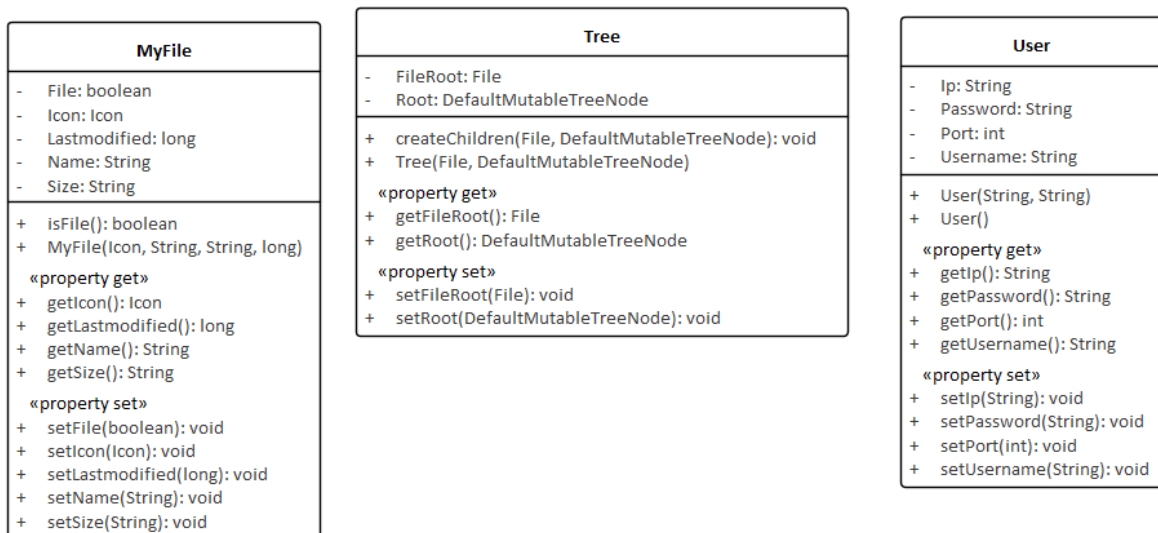 MyFile
- File: boolean
- Icon: Icon
- Lastmodified: long
- Name: String
- Size: String
+ isFile(): boolean
+ MyFile(Icon, String, String, long)
«property get»
+ getIcon(): Icon
+ getLastmodified(): long
+ getName(): String
+ getSize(): String
«property set»
+ setFile(boolean): void
+ setIcon(Icon): void
+ setLastmodified(long): void
+ setName(String): void
+ setSize(String): void
Tree
- FileRoot: File
- Root: DefaultMutableTreeNode
+ createChildren(File, DefaultMutableTreeNode): void
+ Tree(File, DefaultMutableTreeNode)
«property get»
+ getFileRoot(): File
+ getRoot(): DefaultMutableTreeNode
«property set»
+ setFileRoot(File): void
+ setRoot(DefaultMutableTreeNode): void
User
- Ip: String
- Password: String
- Port: int
- Username: String
+ User(String, String)
+ User()
«property get»
+ getIp(): String
+ getPassword(): String
+ getPort(): int
+ getUsername(): String
«property set»
+ setIp(String): void
+ setPassword(String): void
+ setPort(int): void
+ setUsername(String): void